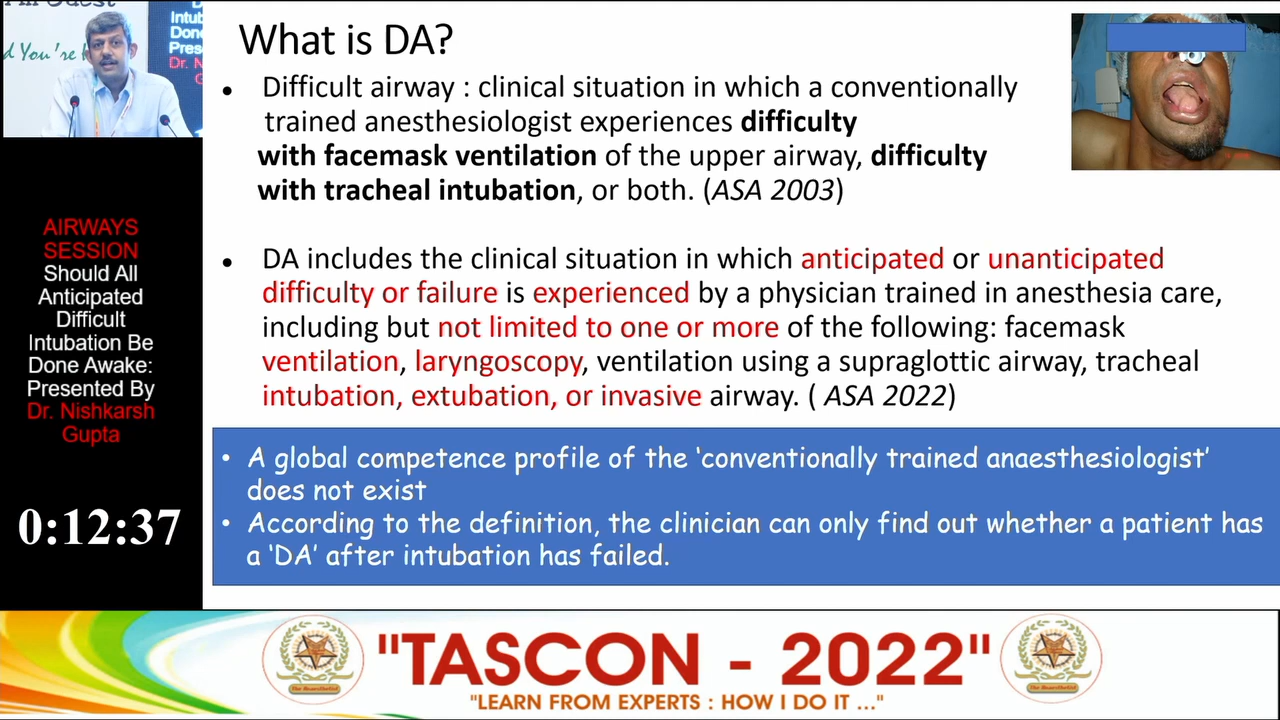 What is DA?
• Difficult airway : clinical situation in which a conventionally
trained anesthesiologist experiences difficulty
with facemask ventilation of the upper airway, difficulty
with tracheal intubation, or both. (ASA 2003)
• DA includes the clinical situation in which anticipated or unanticipated
difficulty or failure is experienced by a physician trained in anesthesia care,
including but not limited to one or more of the following: facemask
ventilation, laryngoscopy, ventilation using a supraglottic airway, tracheal
intubation, extubation, or invasive airway. ( ASA 2022)
• A global competence profile of the ‘conventionally trained anaesthesiologist’
does not exist
• According to the definition, the clinician can only find out whether a patient has
a ‘DA’ after intubation has failed.
AIRWAYS
SESSION
Should All
Anticipated
Difficult
Intubation Be
Done Awake:
Presented By
Dr. Nishkarsh
Gupta
0:12:37
"TASCON - 2022"
"LEARN FROM EXPERTS : HOW I DO IT ..."